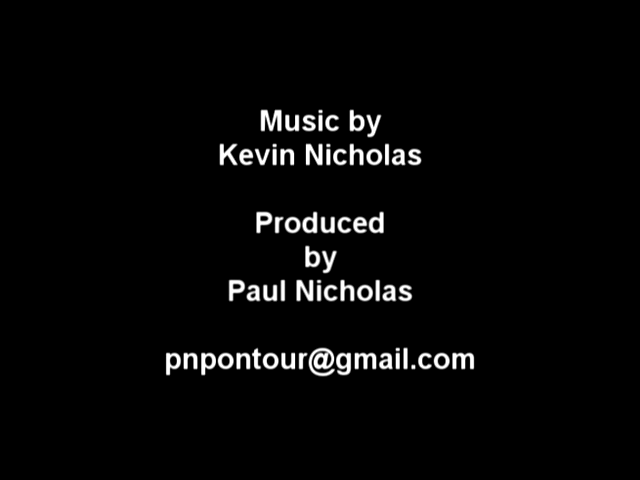 Music by
Kevin Nicholas
Produced
by
Paul Nicholas
pnpontour@gmail.com